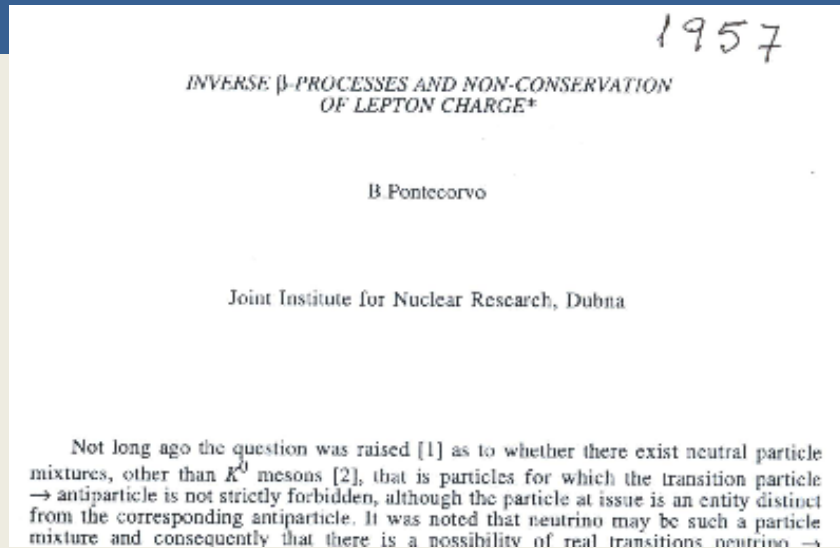 1957
INVERSE β-PROCESSES AND NON-CONSERVATION
OF LEPTON CHARGE*
B Pontecorvo
Joint Institute for Nuclear Research, Dubna
Not long ago the question was raised [1] as to whether there exist neutral particle
mixtures, other than K⁰ mesons [2], that is particles for which the transition particle
→ antiparticle is not strictly forbidden, although the particle at issue is an entity distinct
from the corresponding antiparticle. It was noted that neutrino may be such a particle
mixture and consequently that there is a possibility of real transitions neutrino →